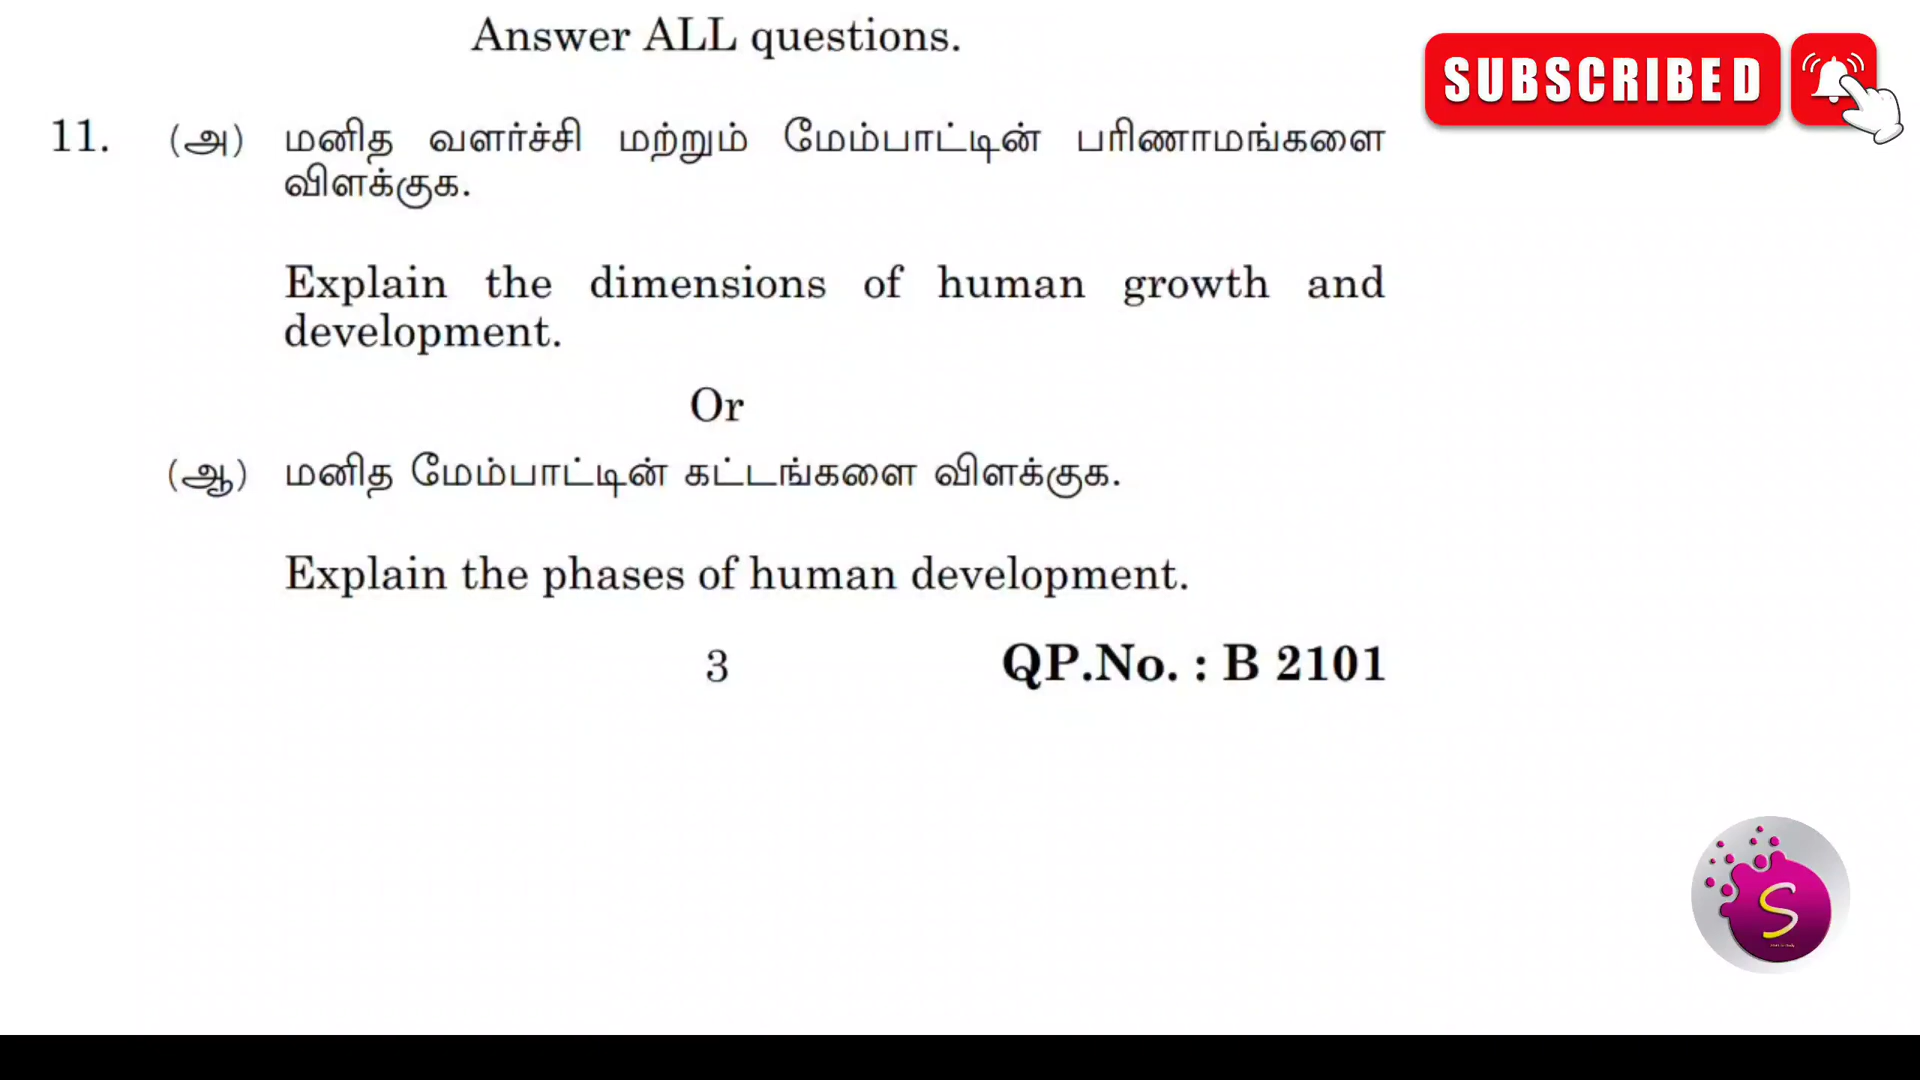 Answer ALL questions.
SUBSCRIBED
11. (அ) மனித வளர்ச்சி மற்றும் மேம்பாட்டின் பரிணாமங்களை
விளக்குக.
Explain the dimensions of human growth and
development.
Or
(ஆ) மனித மேம்பாட்டின் கட்டங்களை விளக்குக.
Explain the phases of human development.
3 QP.No. : B 2101
S